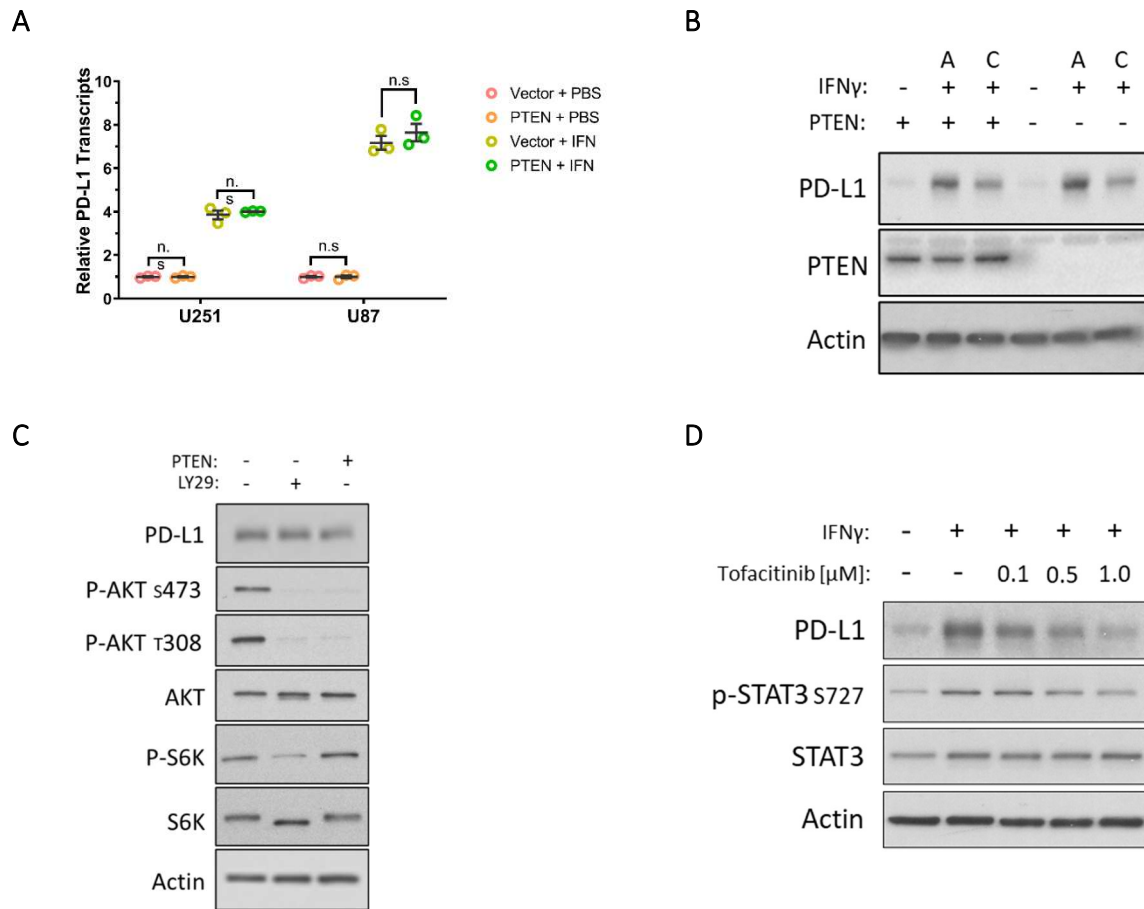 A
Relative PD-L1 Transcripts
10
8
6
4
2
0
n.
s
n.
s
n.s
n.s
U251
U87
Vector + PBS
PTEN + PBS
Vector + IFN
PTEN + IFN
B
A C A C
IFNγ: - + + - + +
PTEN: + + + - - -
PD-L1
PTEN
Actin
C
PTEN: - - +
LY29: - + -
PD-L1
P-AKT S473
P-AKT T308
AKT
P-S6K
S6K
Actin
D
IFNγ: - + + + +
Tofacitinib [μM]: - - 0.1 0.5 1.0
PD-L1
p-STAT3 S727
STAT3
Actin